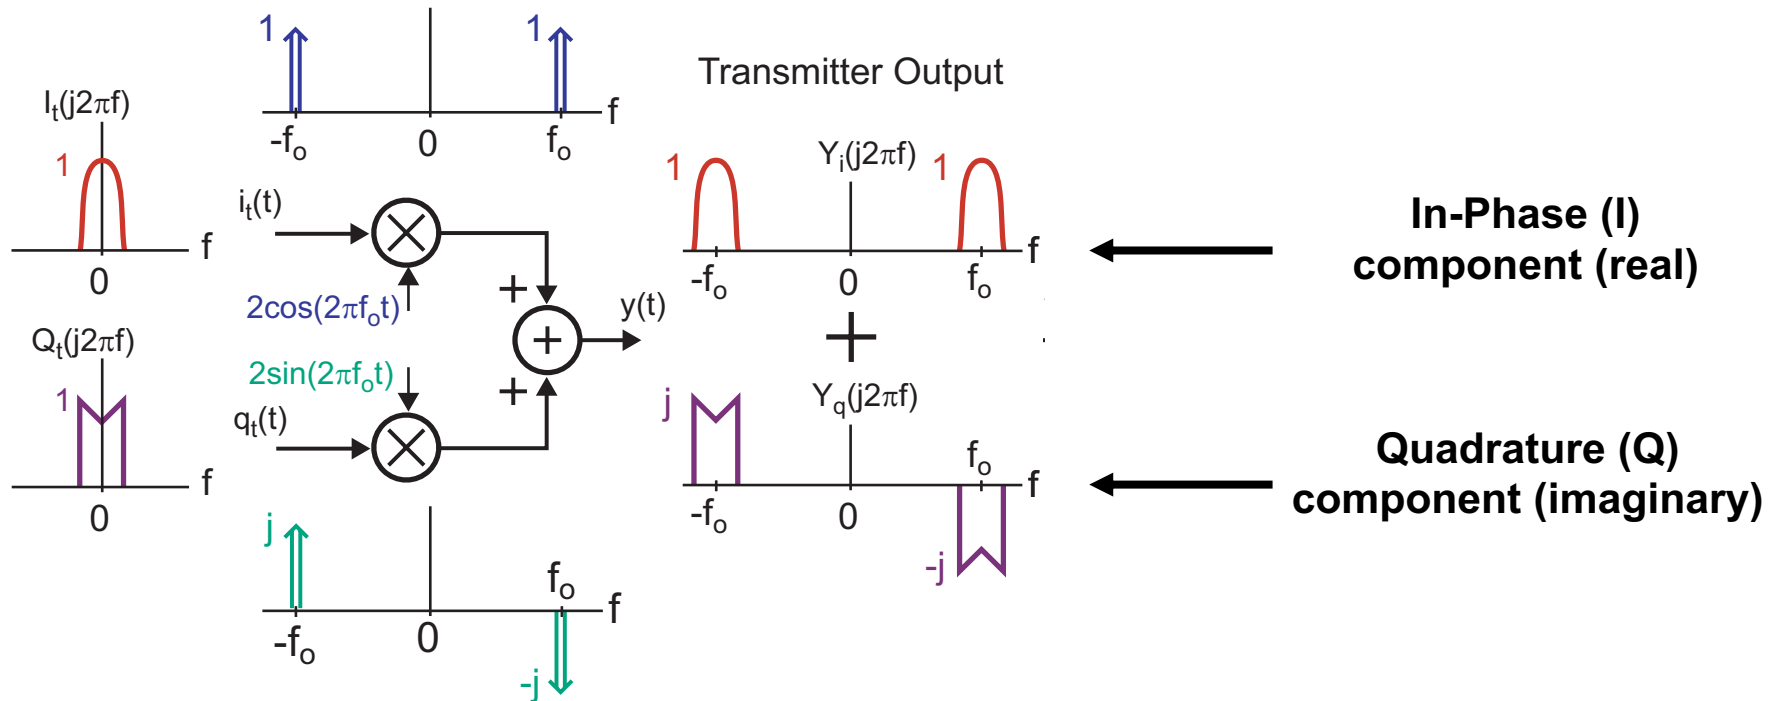 1
1
-fₒ
0
fₒ
f
Transmitter Output
Iₜ(j2πf)
1
0
f
iₜ(t)
2cos(2πfₒt)
+
+
y(t)
+
2sin(2πfₒt)
qₜ(t)
Qₜ(j2πf)
1
0
f
j
-fₒ
0
fₒ
f
-j
Yᵢ(j2πf)
1
1
-fₒ
0
fₒ
f
+
Y_q(j2πf)
j
-fₒ
0
fₒ
f
-j
In-Phase (I)
component (real)
Quadrature (Q)
component (imaginary)